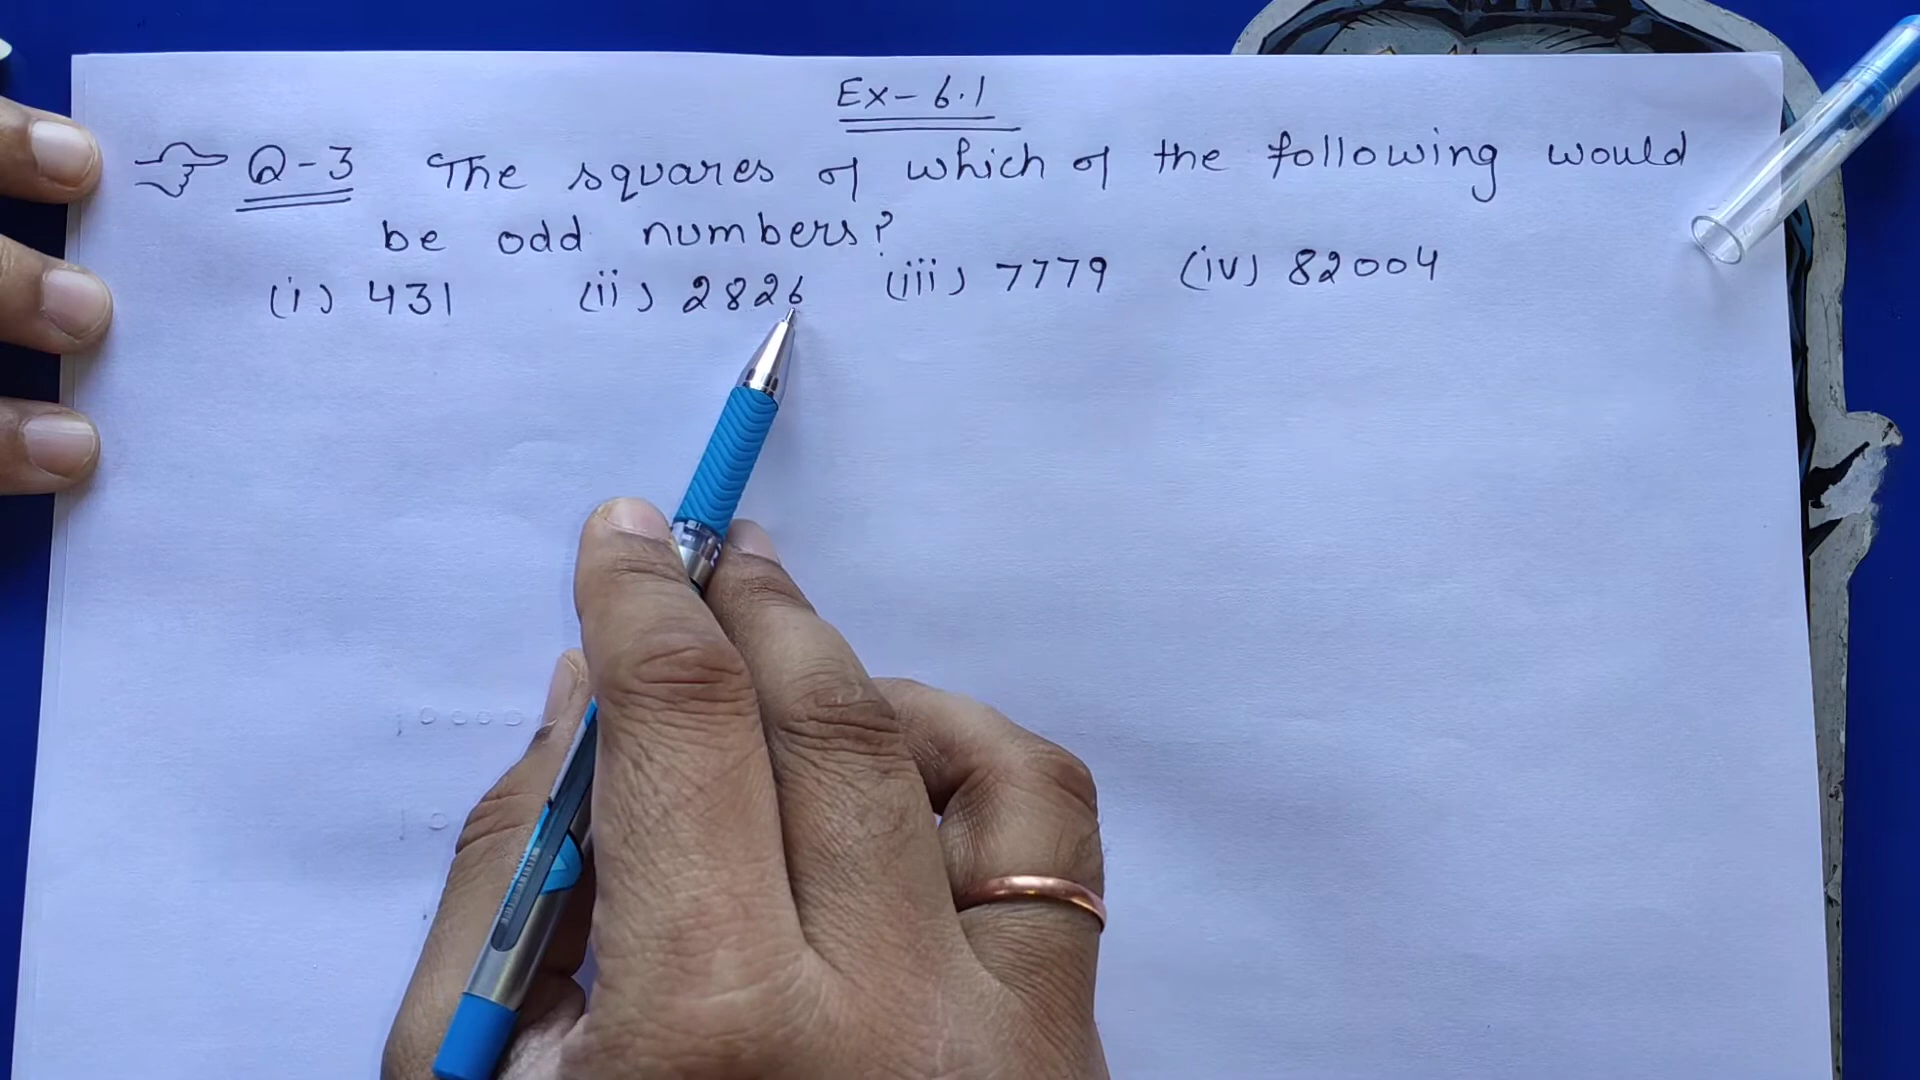 Ex-6.1
Q-3 The squares of which of the following would
be odd numbers?
(i) 431 (ii) 2826 (iii) 7779 (iv) 82004